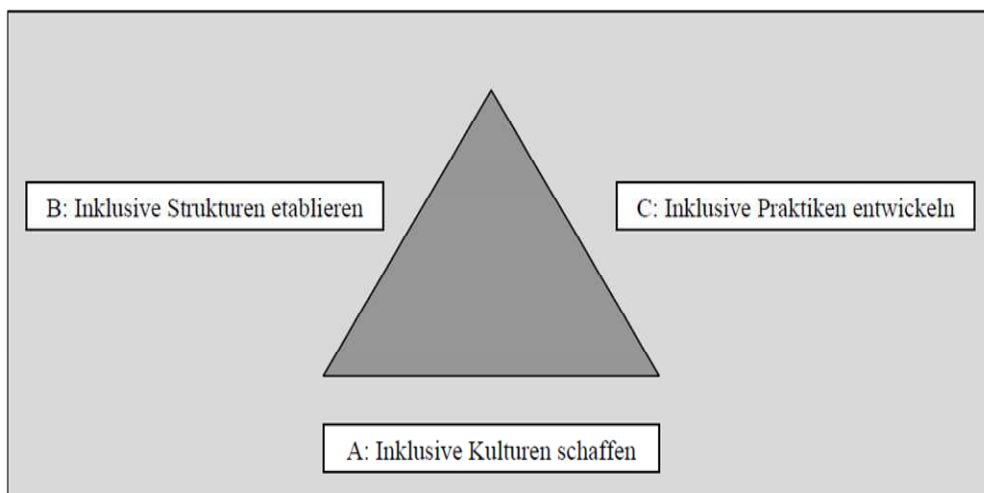 B: Inklusive Strukturen etablieren
C: Inklusive Praktiken entwickeln
A: Inklusive Kulturen schaffen